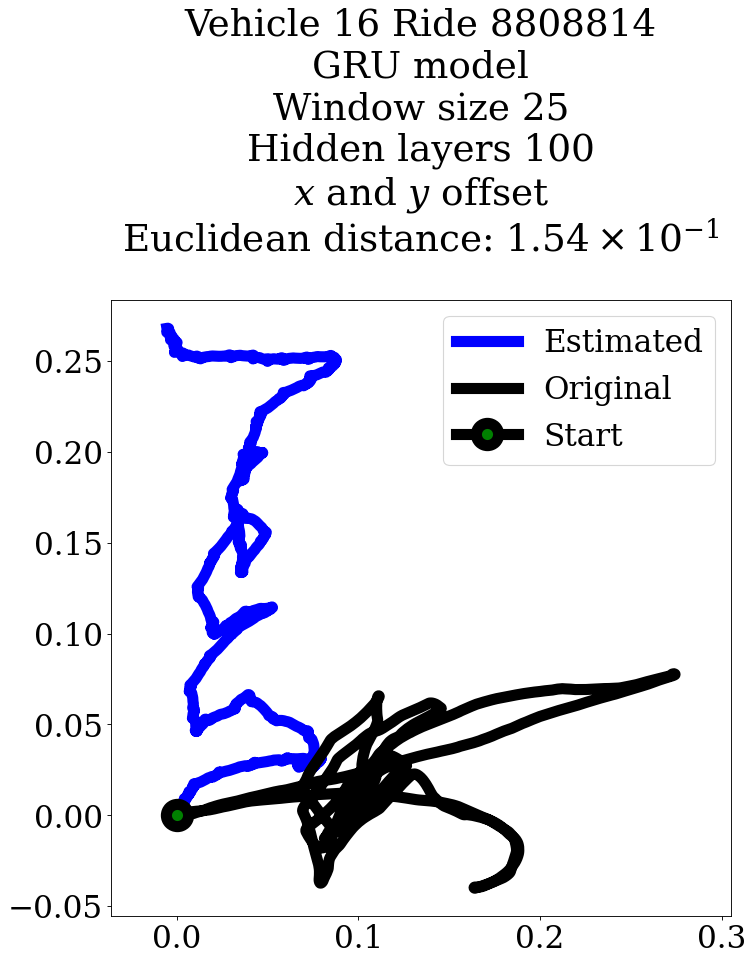 Vehicle 16 Ride 8808814
GRU model
Window size 25
Hidden layers 100
x and y offset
Euclidean distance: 1.54 × 10⁻¹
Estimated
Original
Start
0.25
0.20
0.15
0.10
0.05
0.00
−0.05
0.0 0.1 0.2 0.3